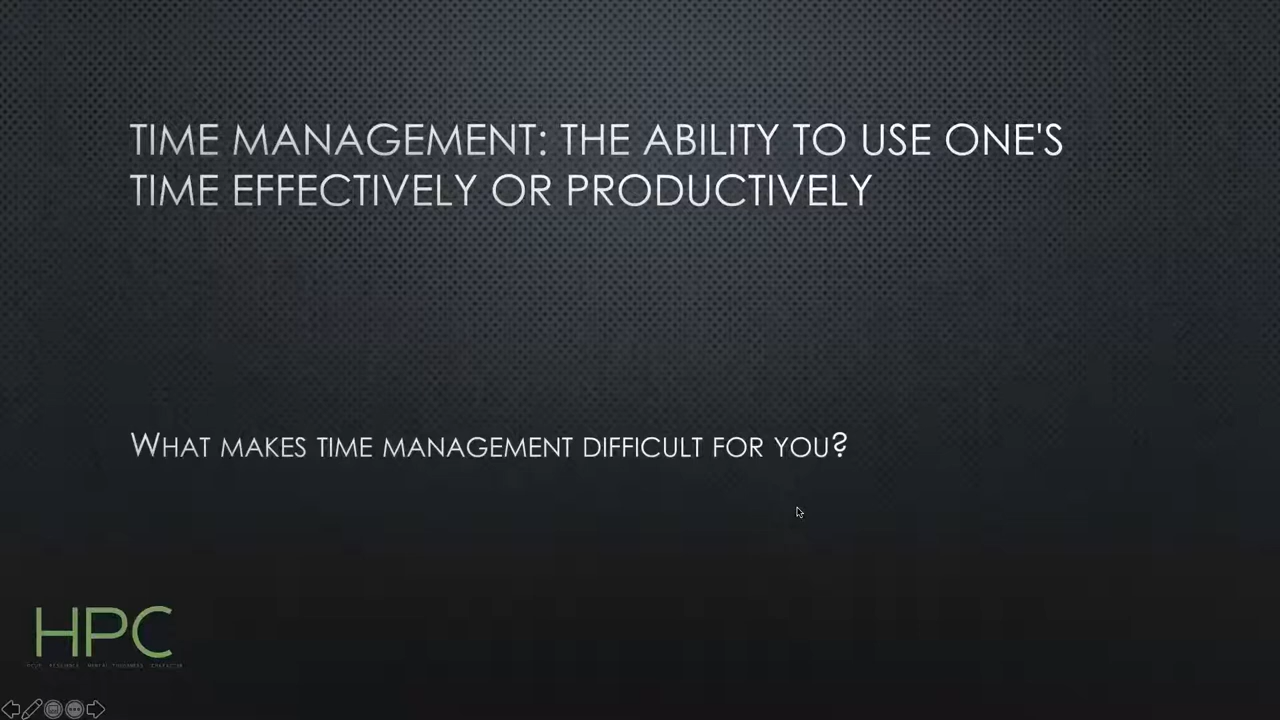 TIME MANAGEMENT: THE ABILITY TO USE ONE'S
TIME EFFECTIVELY OR PRODUCTIVELY
WHAT MAKES TIME MANAGEMENT DIFFICULT FOR YOU?
HPC